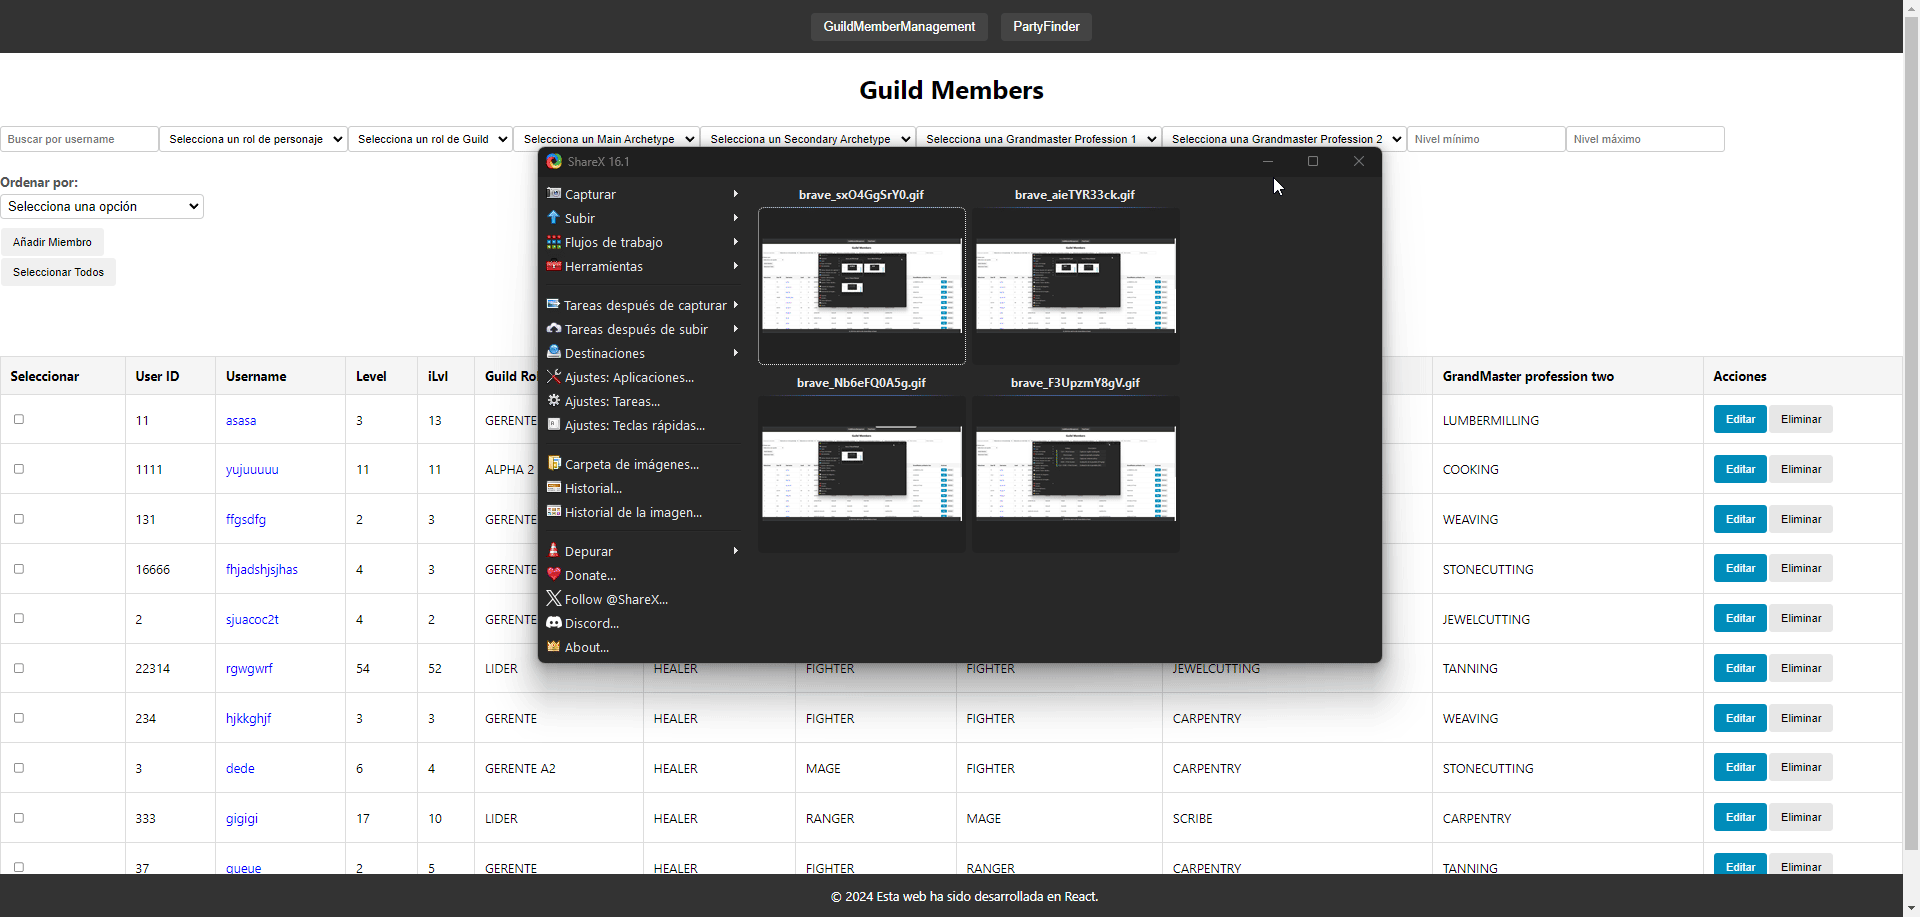 GuildMemberManagement PartyFinder
Guild Members
Buscar por username Selecciona un rol de personaje Selecciona un rol de Guild Selecciona un Main Archetype Selecciona un Secondary Archetype Selecciona una Grandmaster Profession 1 Selecciona una Grandmaster Profession 2 Nivel mínimo Nivel máximo
Ordenar por:
Selecciona una opción
Añadir Miembro
Seleccionar Todos
ShareX 16.1
Capturar
Subir
Flujos de trabajo
Herramientas
Tareas después de capturar
Tareas después de subir
Destinaciones
Ajustes: Aplicaciones...
Ajustes: Tareas...
Ajustes: Teclas rápidas...
Carpeta de imágenes...
Historial...
Historial de la imagen...
Depurar
Donate...
Follow @ShareX...
Discord...
About...
brave_sxO4GgSrY0.gif brave_aieTYR33ck.gif
brave_Nb6eFQ0A5g.gif brave_F3UpzmY8gV.gif
Seleccionar User ID Username Level iLvl Guild Rol GrandMaster profession two Acciones
11 asasa 3 13 GERENTE LUMBERMILLING Editar Eliminar
1111 yujuuuuu 11 11 ALPHA 2 COOKING Editar Eliminar
131 ffgsdfg 2 3 GERENTE WEAVING Editar Eliminar
16666 fhjadshjsjhas 4 3 GERENTE STONECUTTING Editar Eliminar
2 sjuacoc2t 4 2 GERENTE JEWELCUTTING Editar Eliminar
22314 rgwgwrf 54 52 LIDER HEALER FIGHTER FIGHTER JEWELCUTTING TANNING Editar Eliminar
234 hjkkghjf 3 3 GERENTE HEALER FIGHTER FIGHTER CARPENTRY WEAVING Editar Eliminar
3 dede 6 4 GERENTE A2 HEALER MAGE FIGHTER CARPENTRY STONECUTTING Editar Eliminar
333 gigigi 17 10 LIDER HEALER RANGER MAGE SCRIBE CARPENTRY Editar Eliminar
37 queue 2 5 GERENTE HEALER FIGHTER RANGER CARPENTRY TANNING Editar Eliminar
© 2024 Esta web ha sido desarrollada en React.